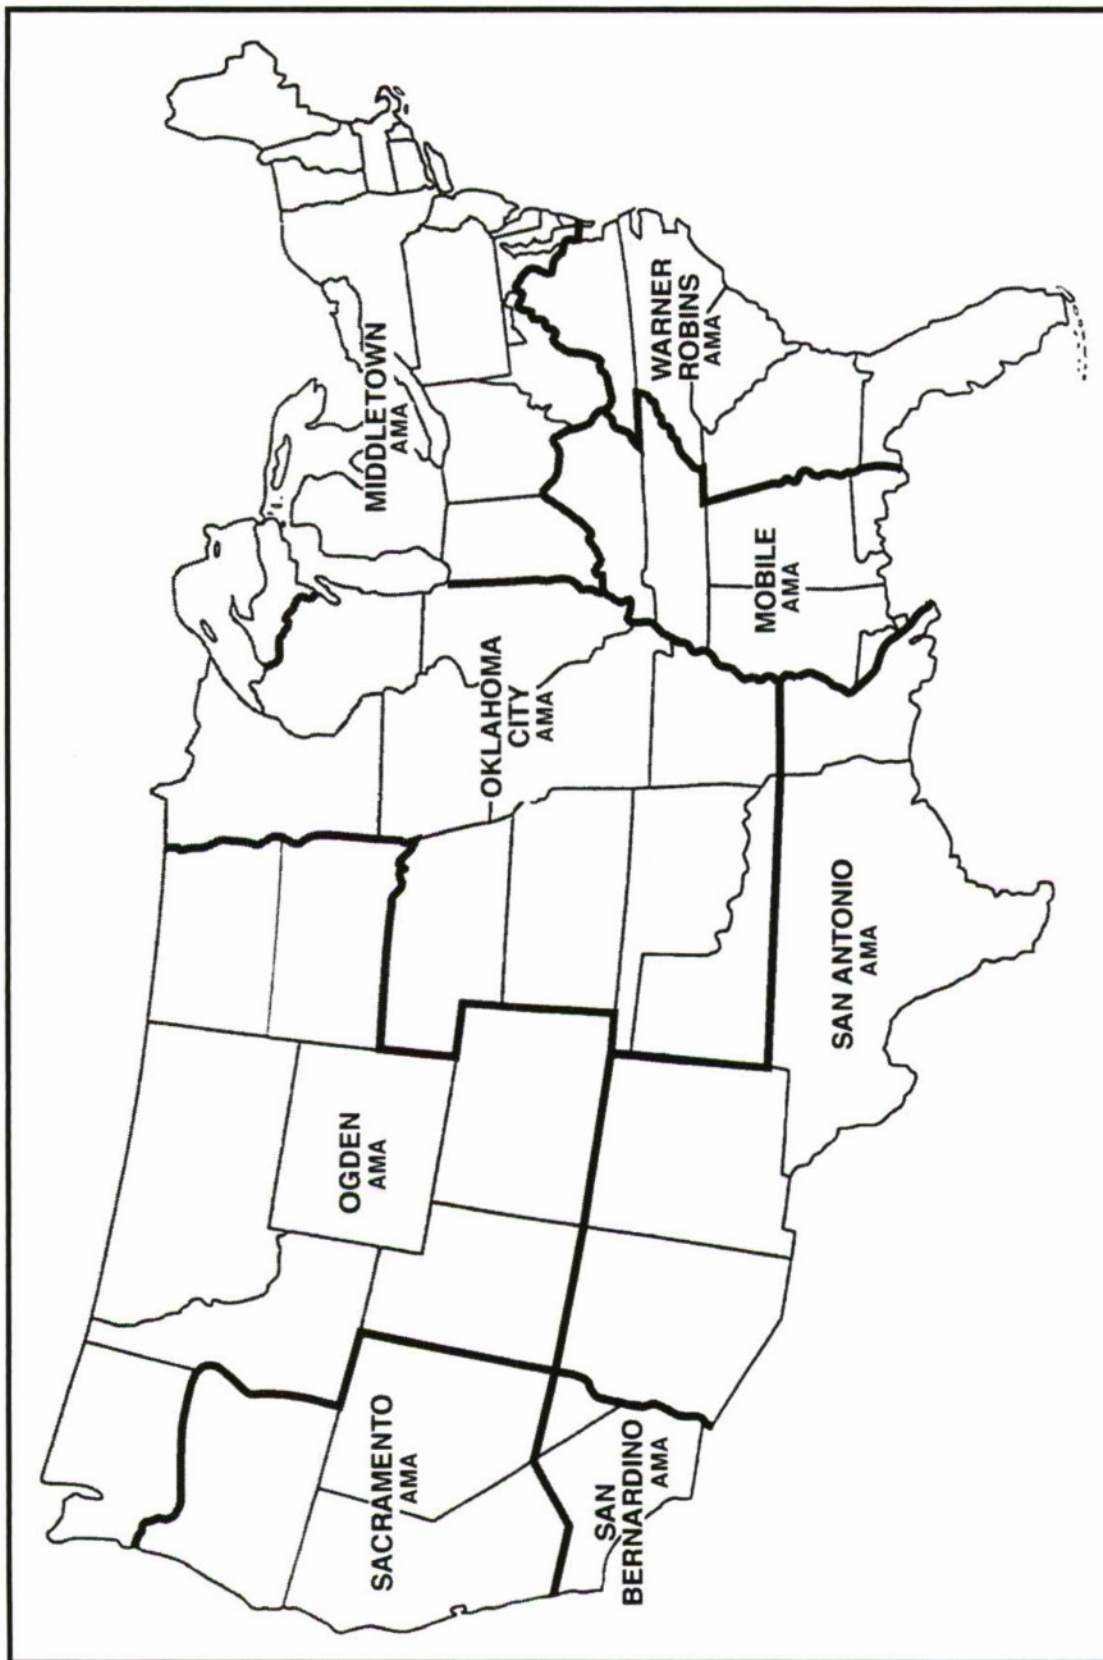 MIDDLETOWN
AMA
WARNER
ROBINS
AMA
OKLAHOMA
CITY
AMA
MOBILE
AMA
OGDEN
AMA
SAN ANTONIO
AMA
SACRAMENTO
AMA
SAN
BERNARDINO
AMA